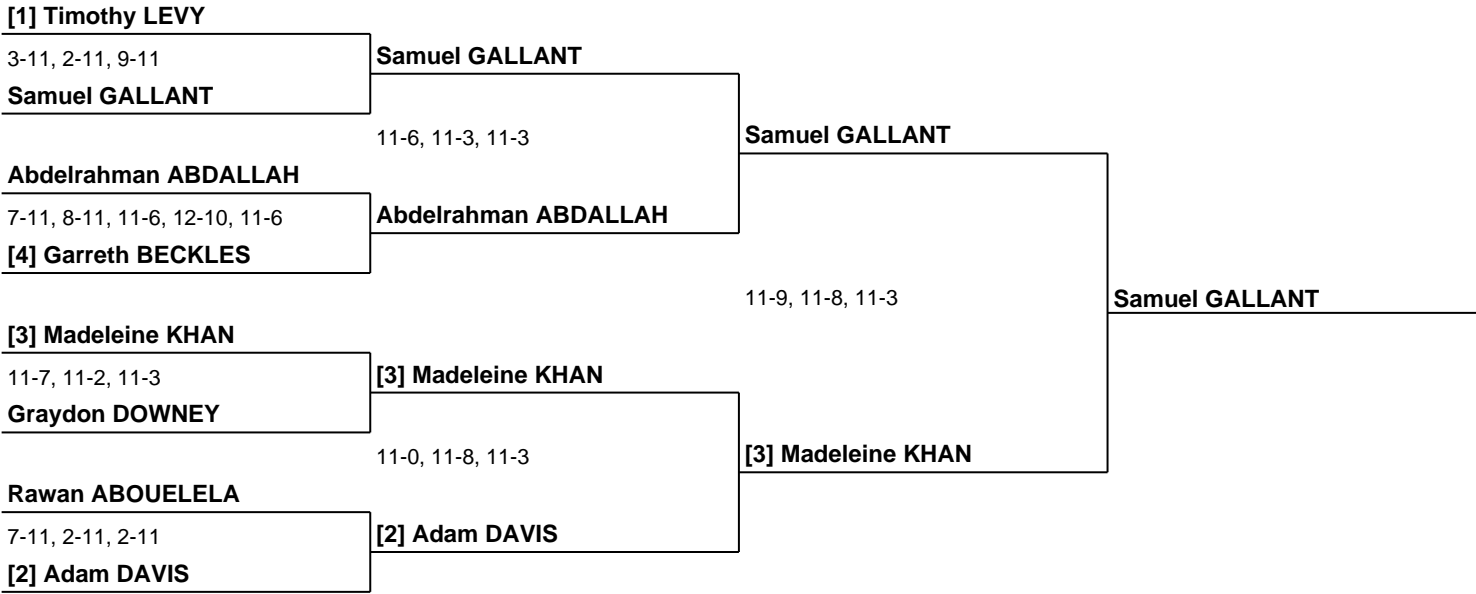 [1] Timothy LEVY
3-11, 2-11, 9-11
Samuel GALLANT
Samuel GALLANT
11-6, 11-3, 11-3
Samuel GALLANT
Abdelrahman ABDALLAH
7-11, 8-11, 11-6, 12-10, 11-6
Abdelrahman ABDALLAH
[4] Garreth BECKLES
11-9, 11-8, 11-3
Samuel GALLANT
[3] Madeleine KHAN
11-7, 11-2, 11-3
[3] Madeleine KHAN
Graydon DOWNEY
11-0, 11-8, 11-3
[3] Madeleine KHAN
Rawan ABOUELELA
7-11, 2-11, 2-11
[2] Adam DAVIS
[2] Adam DAVIS